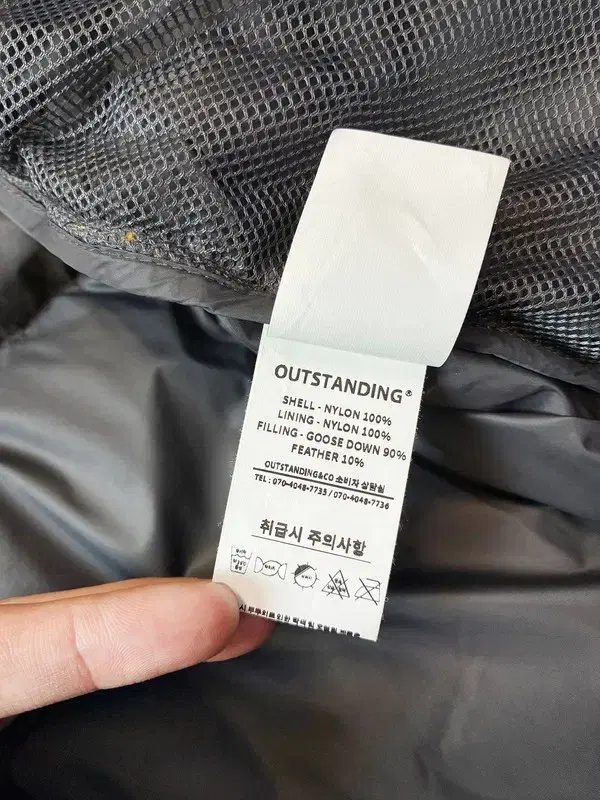 OUTSTANDING®
SHELL - NYLON 100%
LINING - NYLON 100%
FILLING - GOOSE DOWN 90%
FEATHER 10%
OUTSTANDING&CO 소비자 상담실
TEL : 070-4048-7735 / 070-4048-7736
취급시 주의사항